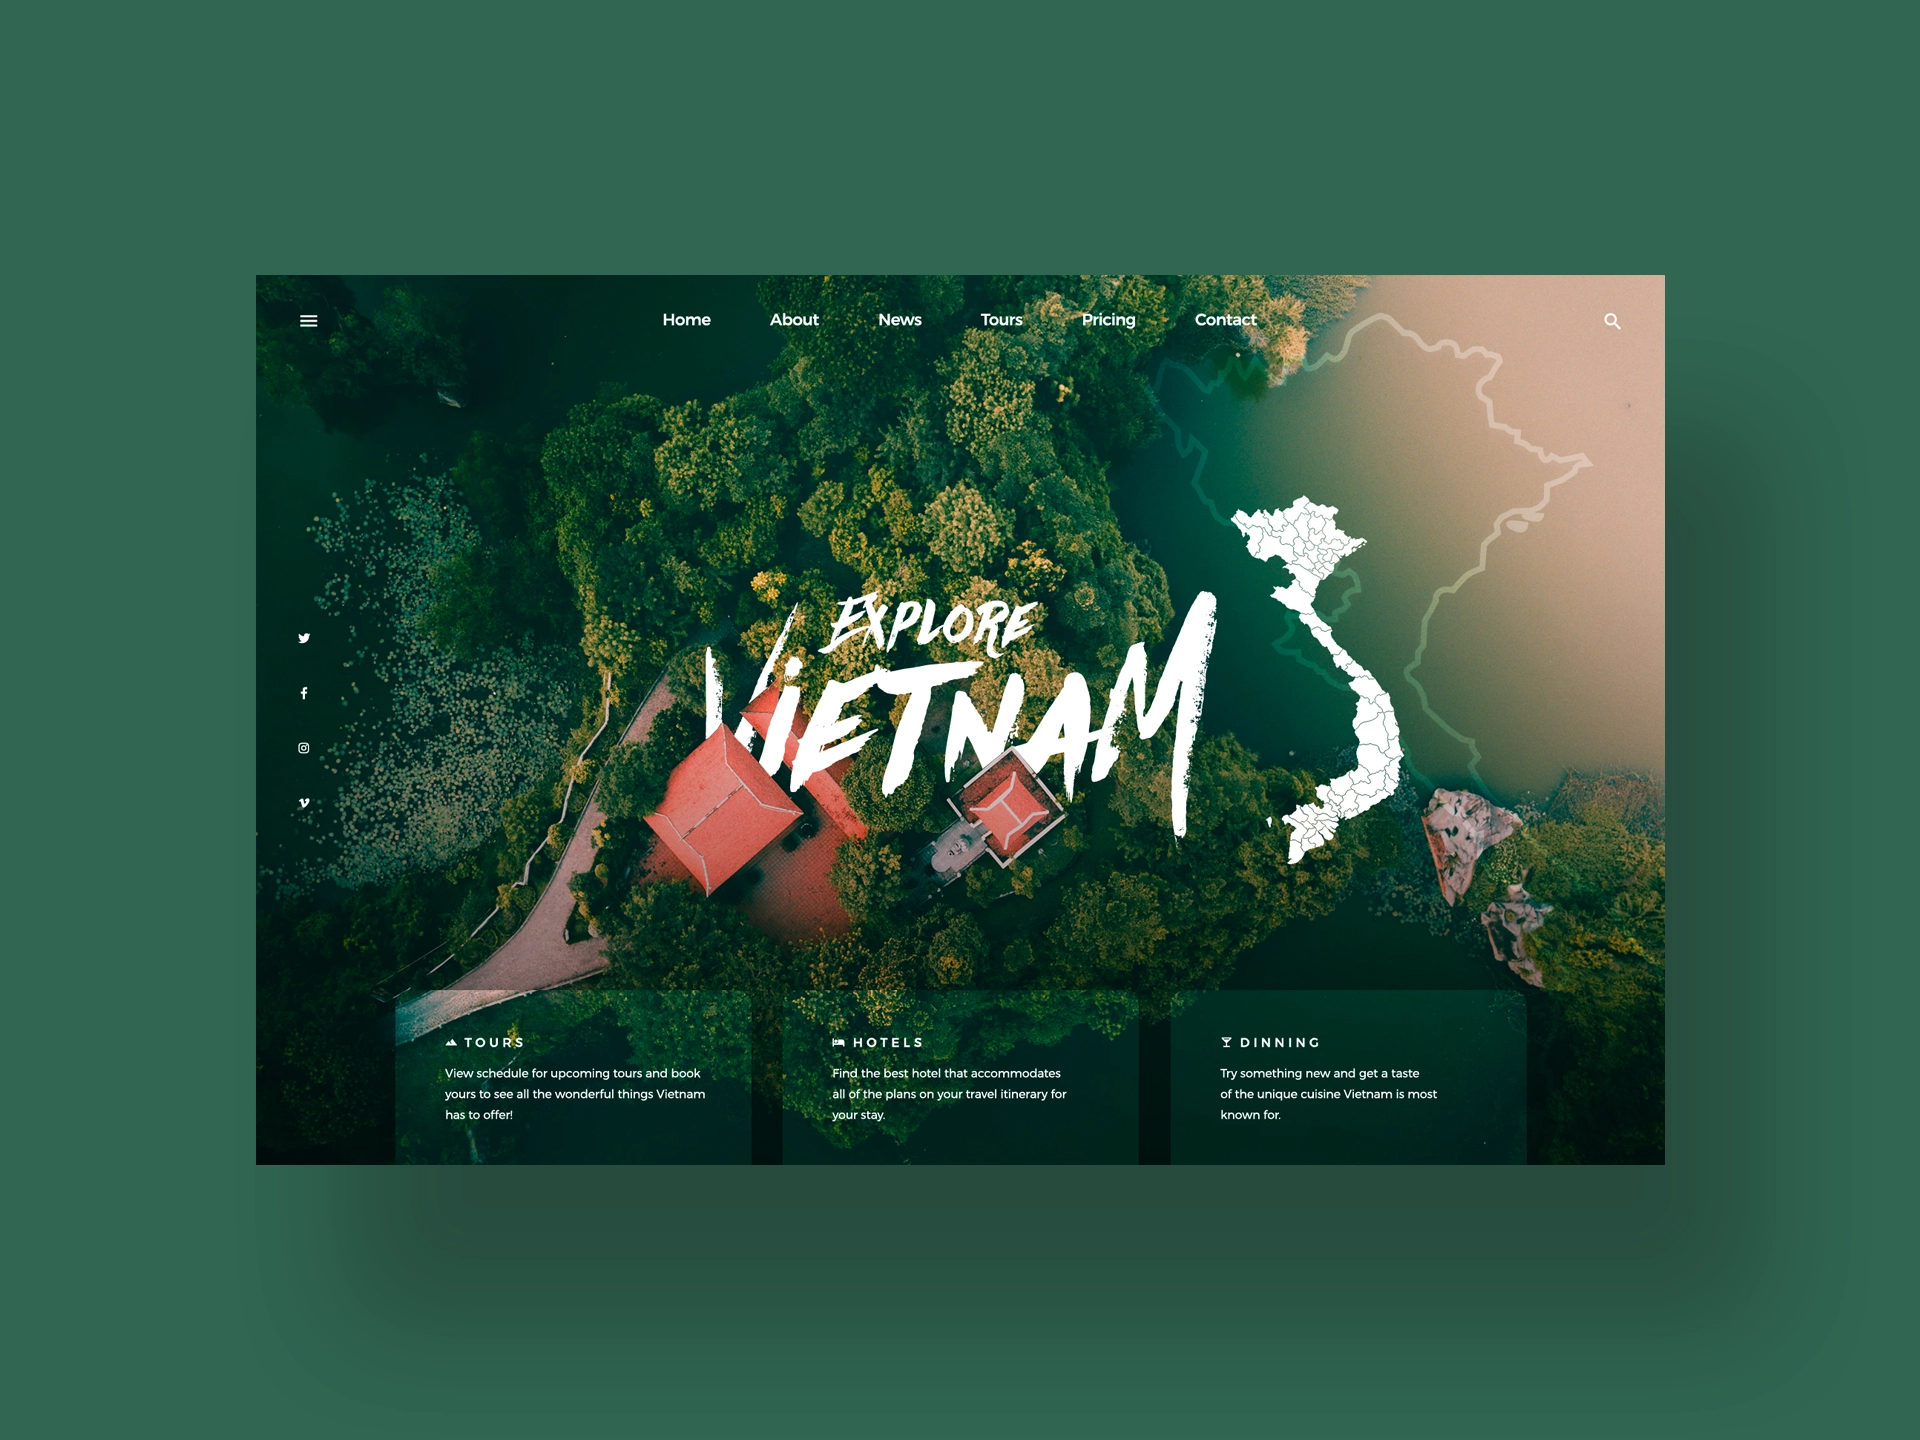 Home About News Tours Pricing Contact
EXPLORE
ViETNAM
TOURS
View schedule for upcoming tours and book
yours to see all the wonderful things Vietnam
has to offer!
HOTELS
Find the best hotel that accommodates
all of the plans on your travel itinerary for
your stay.
DINNING
Try something new and get a taste
of the unique cuisine Vietnam is most
known for.